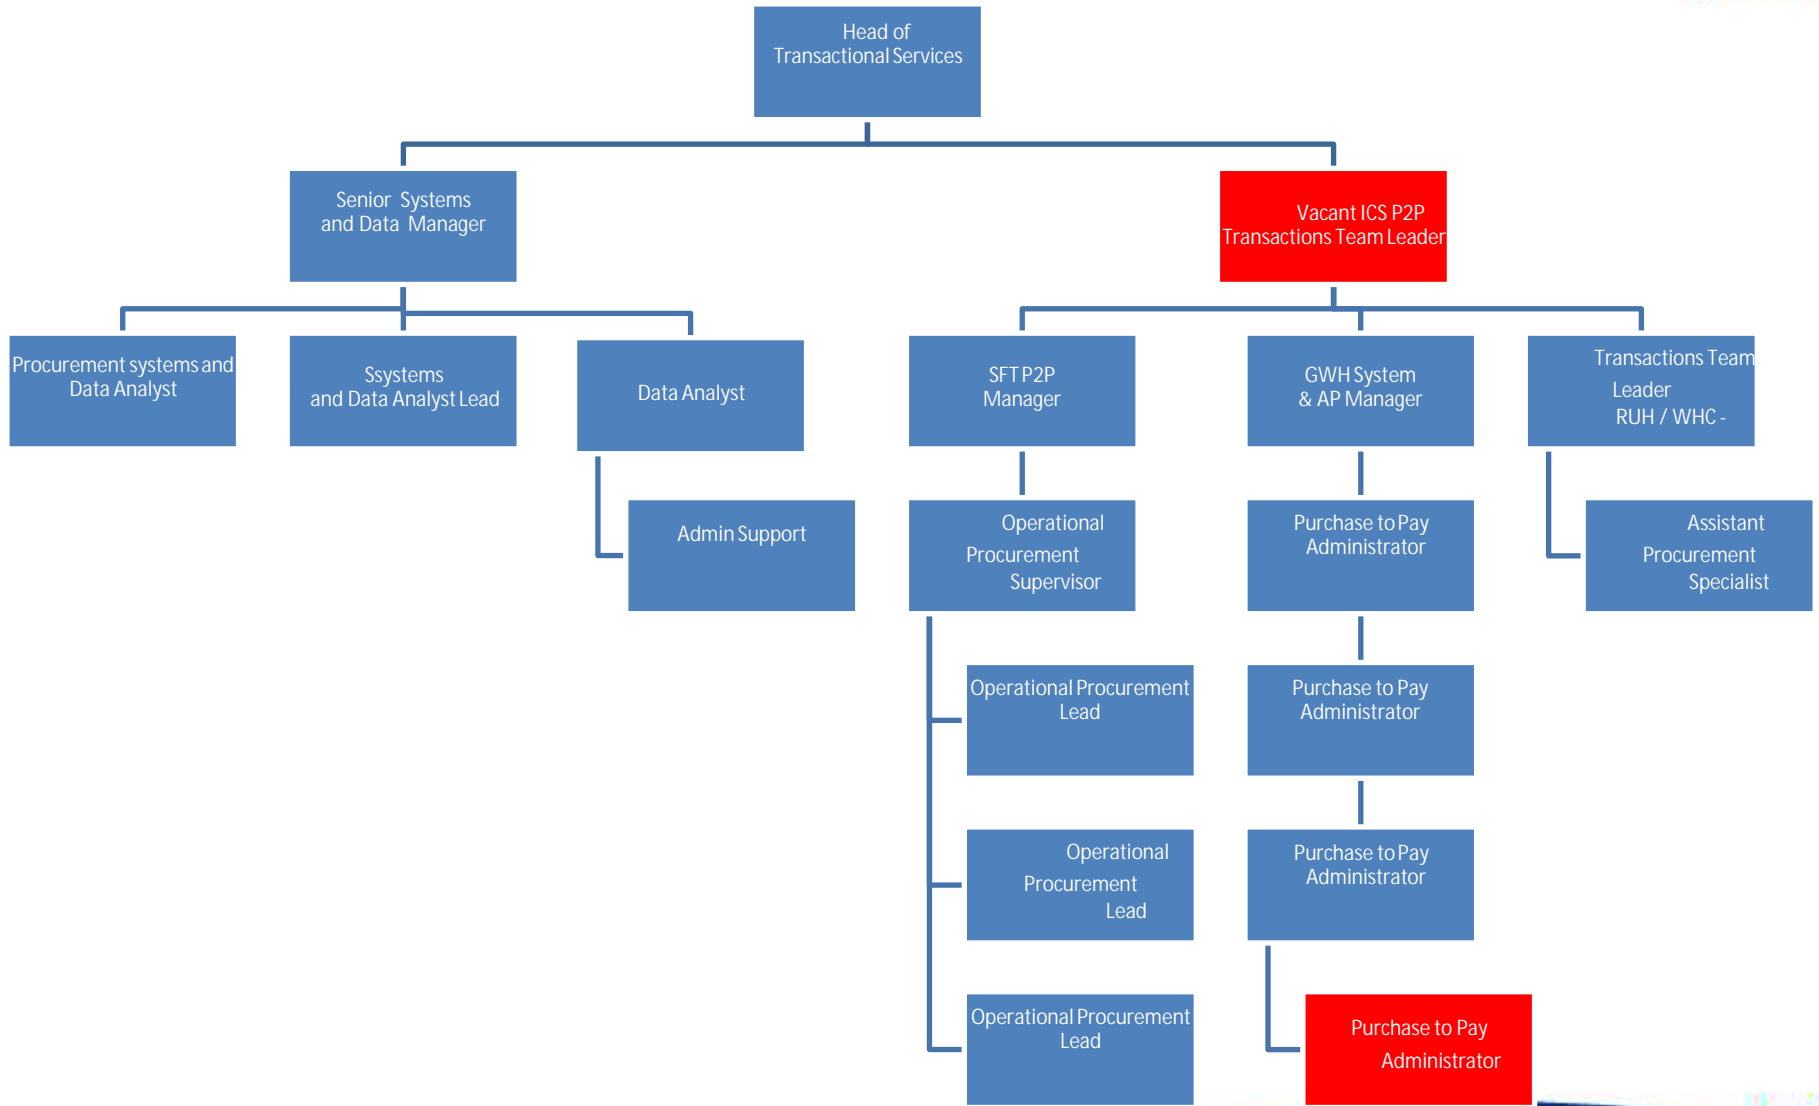 Head of
Transactional Services
Senior Systems
and Data Manager
Vacant ICS P2P
Transactions Team Leader
Procurement systems and
Data Analyst
Ssystems
and Data Analyst Lead
Data Analyst
SFT P2P
Manager
GWH System
& AP Manager
Transactions Team
Leader
RUH / WHC -
Admin Support
Operational
Procurement
Supervisor
Purchase to Pay
Administrator
Assistant
Procurement
Specialist
Operational Procurement
Lead
Purchase to Pay
Administrator
Operational
Procurement
Lead
Purchase to Pay
Administrator
Operational Procurement
Lead
Purchase to Pay
Administrator